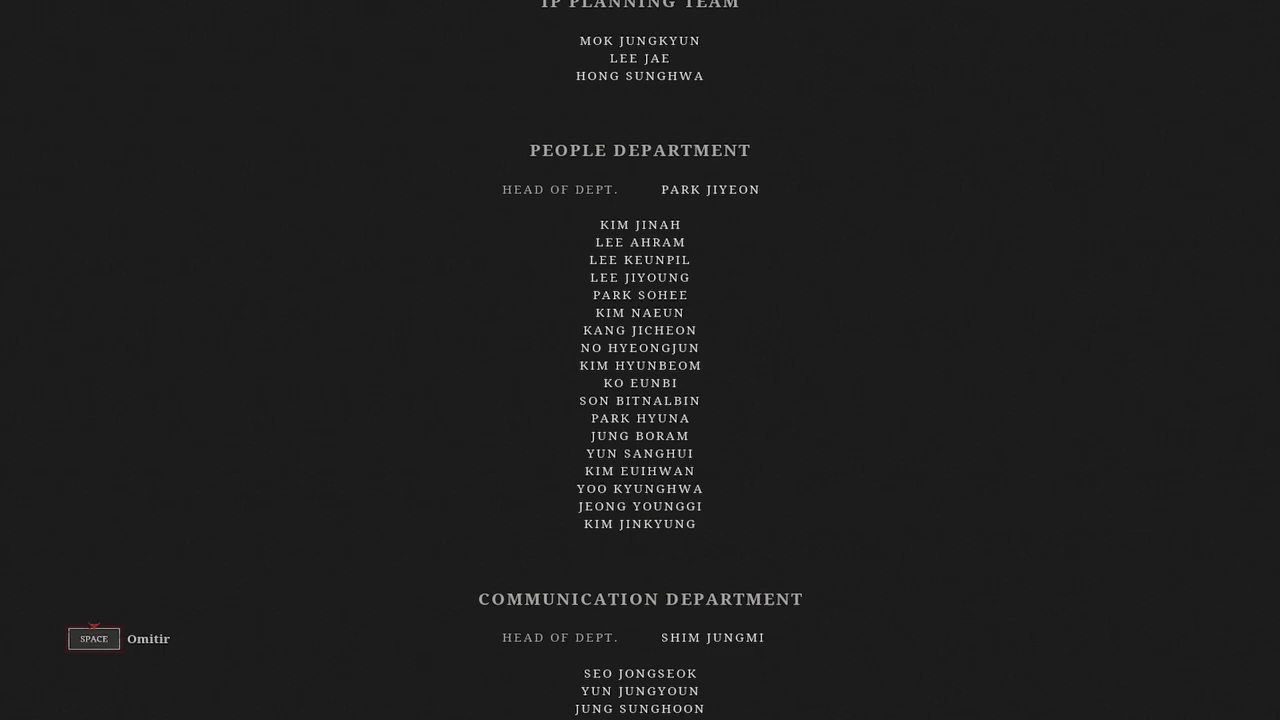 IP PLANNING TEAM
MOK JUNGKYUN
LEE JAE
HONG SUNGHWA
PEOPLE DEPARTMENT
HEAD OF DEPT. PARK JIYEON
KIM JINAH
LEE AHRAM
LEE KEUNPIL
LEE JIYOUNG
PARK SOHEE
KIM NAEUN
KANG JICHEON
NO HYEONGJUN
KIM HYUNBEOM
KO EUNBI
SON BITNALBIN
PARK HYUNA
JUNG BORAM
YUN SANGHUI
KIM EUIHWAN
YOO KYUNGHWA
JEONG YOUNGGI
KIM JINKYUNG
COMMUNICATION DEPARTMENT
HEAD OF DEPT. SHIM JUNGMI
SPACE Omitir
SEO JONGSEOK
YUN JUNGYOUN
JUNG SUNGHOON